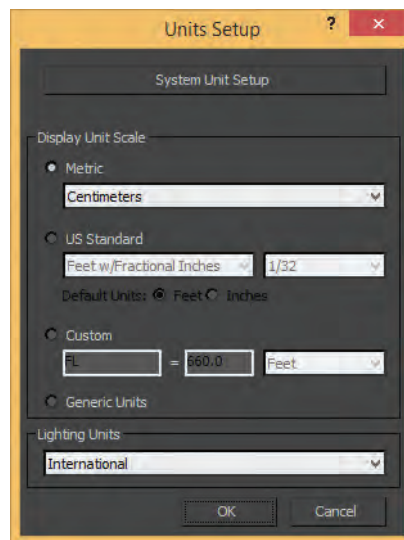 Units Setup ? ×
System Unit Setup
Display Unit Scale
Metric
Centimeters
US Standard
Feet w/Fractional Inches 1/32
Default Units: Feet Inches
Custom
FL = 660.0 Feet
Generic Units
Lighting Units
International
OK Cancel